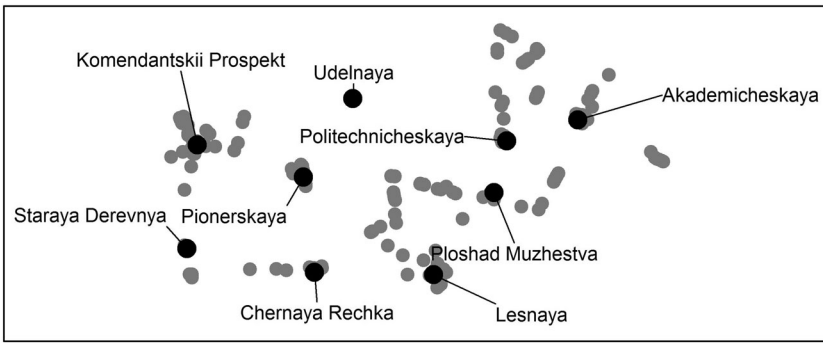 Komendantskii Prospekt
Udelnaya
Akademicheskaya
Politechnicheskaya
Staraya Derevnya
Pionerskaya
Ploshad Muzhestva
Chernaya Rechka
Lesnaya